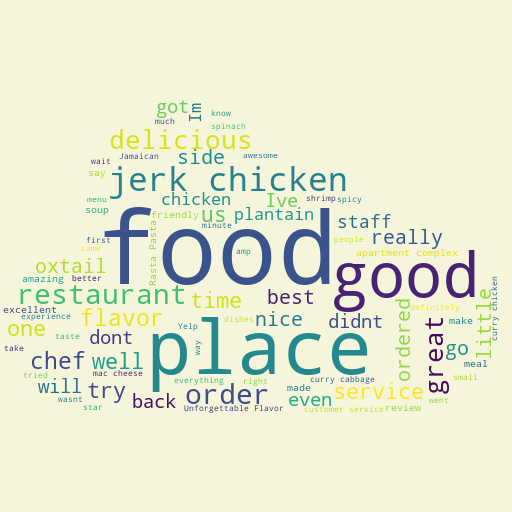 got
Im
know
much
spinach
delicious
wait
Jamaican
side
awesome
say
jerk chicken
menu
chicken
Ive
shrimp
spicy
soup
friendly
us
plantain
staff
food
minute
first
Rasta Pasta
people
really
came
amp
apartment complex
oxtail
good
amazing
better
restaurant
time
best
curry chicken
excellent
experience
flavor
nice
didnt
ordered
definitely
little
one
Yelp
dishes
great
make
taste
dont
place
go
take
way
chef
well
meal
tried
mac cheese
everything
right
curry cabbage
small
will
try
order
made
service
wasnt
back
even
went
star
Unforgettable Flavor
customer service
review